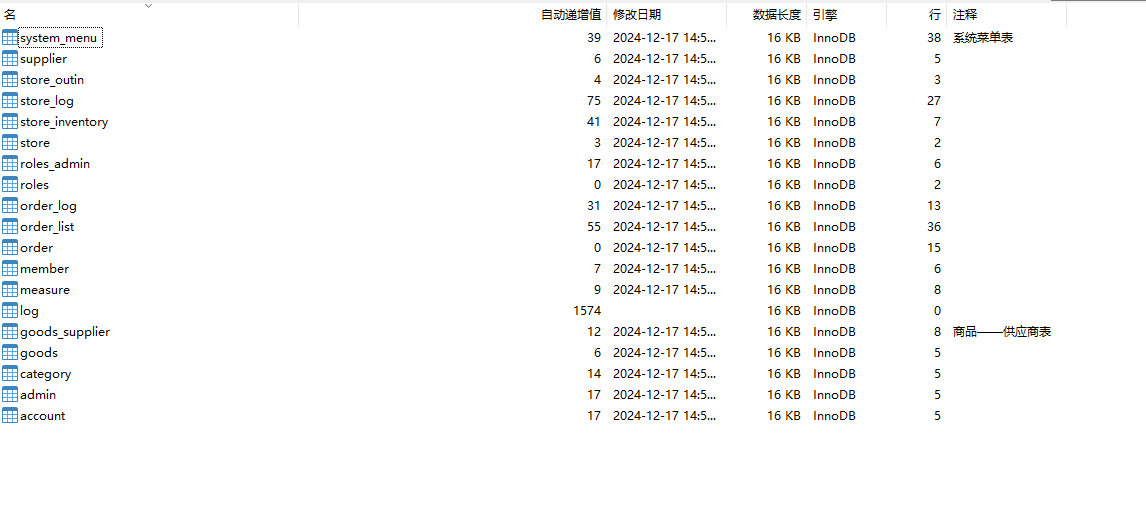 名 自动递增值 修改日期 数据长度 引擎 行 注释
system_menu 39 2024-12-17 14:5... 16 KB InnoDB 38 系统菜单表
supplier 6 2024-12-17 14:5... 16 KB InnoDB 5
store_outin 4 2024-12-17 14:5... 16 KB InnoDB 3
store_log 75 2024-12-17 14:5... 16 KB InnoDB 27
store_inventory 41 2024-12-17 14:5... 16 KB InnoDB 7
store 3 2024-12-17 14:5... 16 KB InnoDB 2
roles_admin 17 2024-12-17 14:5... 16 KB InnoDB 6
roles 0 2024-12-17 14:5... 16 KB InnoDB 2
order_log 31 2024-12-17 14:5... 16 KB InnoDB 13
order_list 55 2024-12-17 14:5... 16 KB InnoDB 36
order 0 2024-12-17 14:5... 16 KB InnoDB 15
member 7 2024-12-17 14:5... 16 KB InnoDB 6
measure 9 2024-12-17 14:5... 16 KB InnoDB 8
log 1574 16 KB InnoDB 0
goods_supplier 12 2024-12-17 14:5... 16 KB InnoDB 8 商品——供应商表
goods 6 2024-12-17 14:5... 16 KB InnoDB 5
category 14 2024-12-17 14:5... 16 KB InnoDB 5
admin 17 2024-12-17 14:5... 16 KB InnoDB 5
account 17 2024-12-17 14:5... 16 KB InnoDB 5